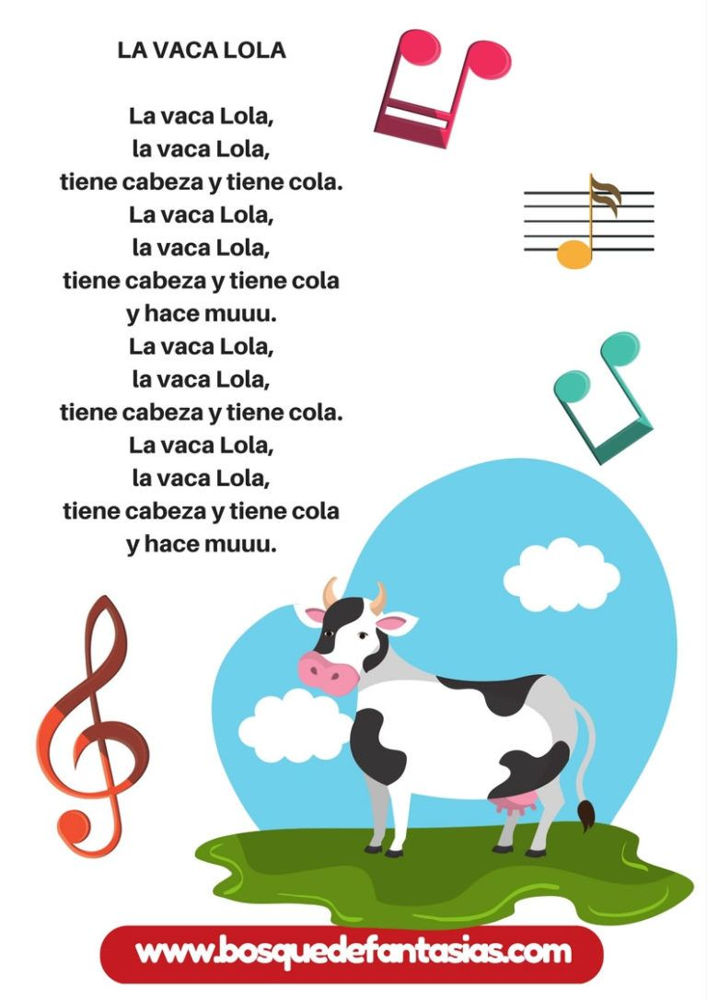 LA VACA LOLA
La vaca Lola,
la vaca Lola,
tiene cabeza y tiene cola.
La vaca Lola,
la vaca Lola,
tiene cabeza y tiene cola
y hace muuu.
La vaca Lola,
la vaca Lola,
tiene cabeza y tiene cola.
La vaca Lola,
la vaca Lola,
tiene cabeza y tiene cola
y hace muuu.
www.bosquedefantasias.com